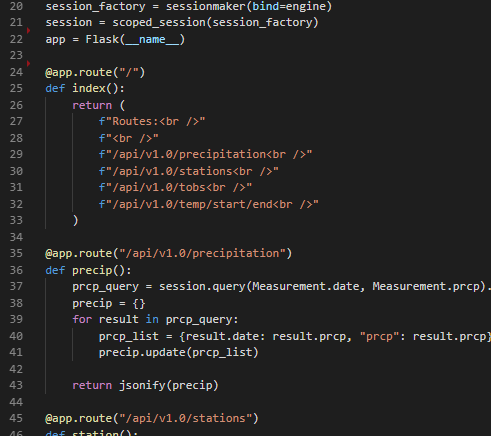 20 session_factory = sessionmaker(bind=engine)
21 session = scoped_session(session_factory)
22 app = Flask(__name__)
23
24 @app.route("/")
25 def index():
26     return (
27         f"Routes:<br />"
28         f"<br />"
29         f"/api/v1.0/precipitation<br />"
30         f"/api/v1.0/stations<br />"
31         f"/api/v1.0/tobs<br />"
32         f"/api/v1.0/temp/start/end<br />"
33     )
34
35 @app.route("/api/v1.0/precipitation")
36 def precip():
37     prcp_query = session.query(Measurement.date, Measurement.prcp).
38     precip = {}
39     for result in prcp_query:
40         prcp_list = {result.date: result.prcp, "prcp": result.prcp}
41         precip.update(prcp_list)
42
43     return jsonify(precip)
44
45 @app.route("/api/v1.0/stations")
46 def station():